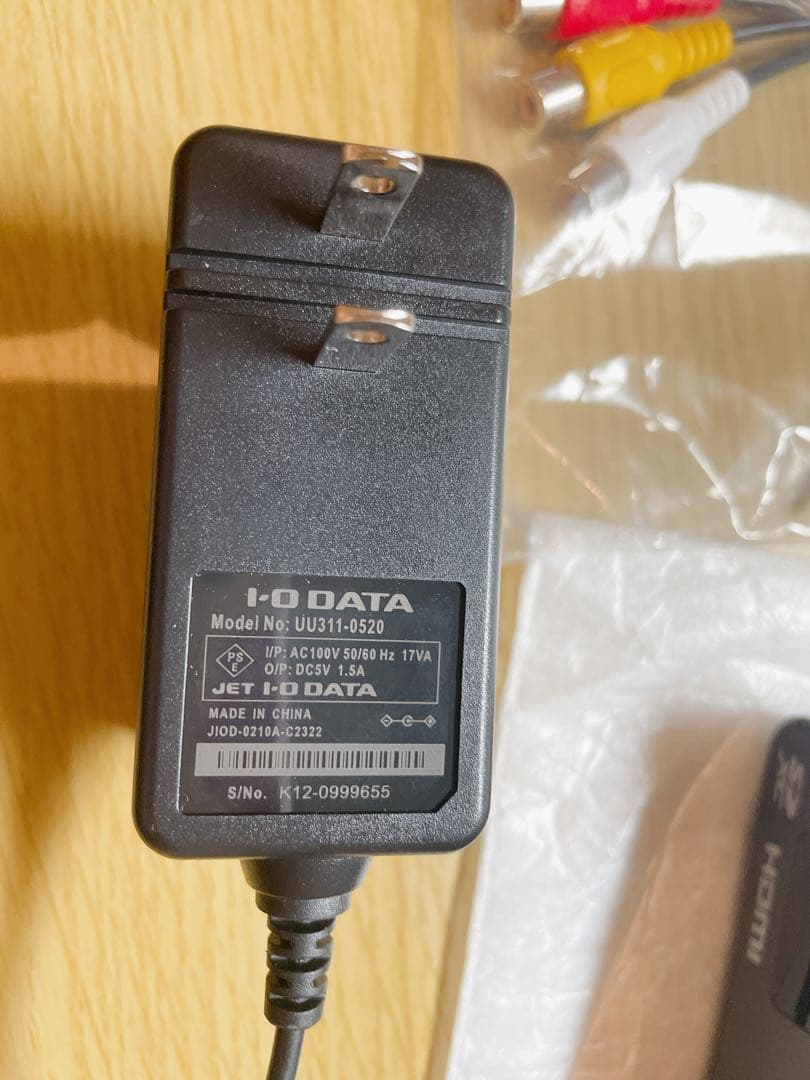 I-O DATA
Model No: UU311-0520
PS
E
I/P: AC100V 50/60 Hz 17VA
O/P: DC5V 1.5A
JET I-O DATA
MADE IN CHINA
JIOD-0210A-C2322
S/No. K12-0999655
HDMI